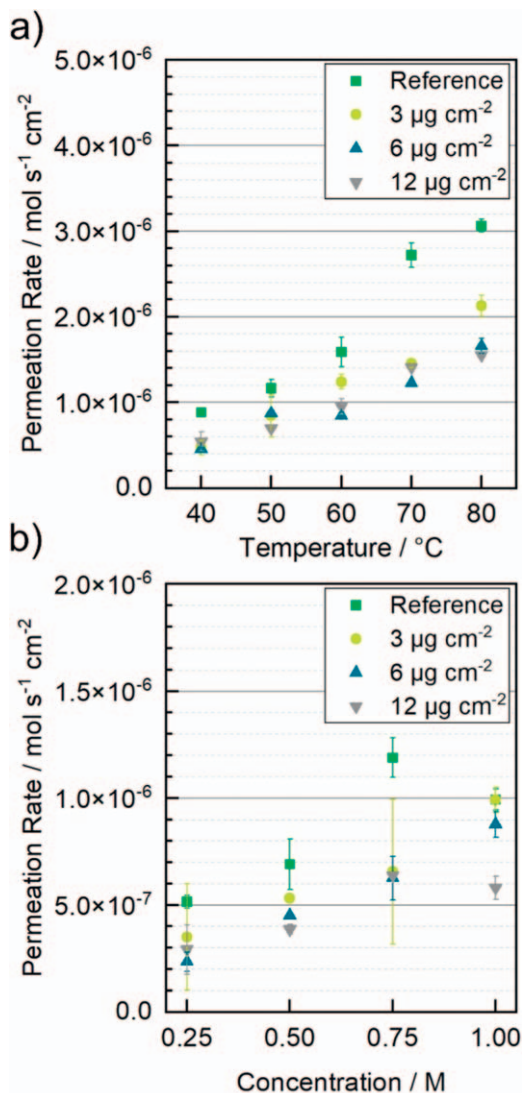 a)
5.0×10⁻⁶
4.0×10⁻⁶
3.0×10⁻⁶
2.0×10⁻⁶
1.0×10⁻⁶
0.0
Permeation Rate / mol s⁻¹ cm⁻²
Reference
3 µg cm⁻²
6 µg cm⁻²
12 µg cm⁻²
40 50 60 70 80
Temperature / °C
b)
2.0×10⁻⁶
1.5×10⁻⁶
1.0×10⁻⁶
5.0×10⁻⁷
0.0
Permeation Rate / mol s⁻¹ cm⁻²
Reference
3 µg cm⁻²
6 µg cm⁻²
12 µg cm⁻²
0.25 0.50 0.75 1.00
Concentration / M